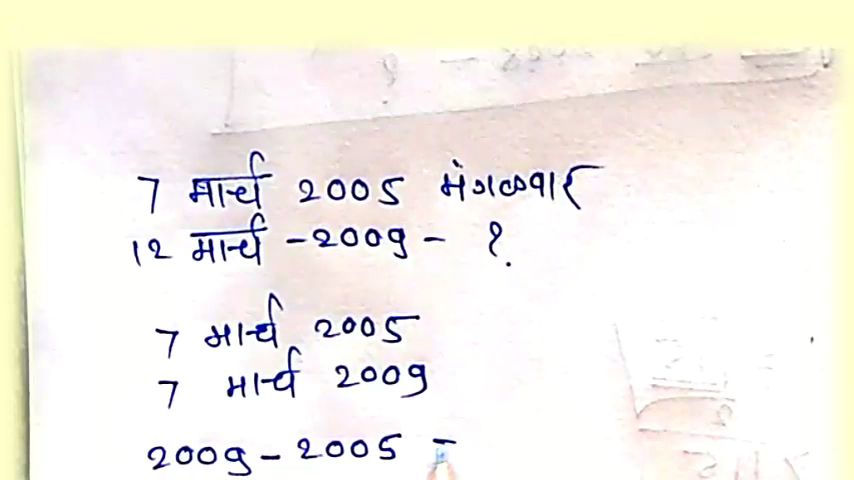 7 मार्च 2005 मंगळवार
12 मार्च -2009 - ?
7 मार्च 2005
7 मार्च 2009
2009 - 2005 -